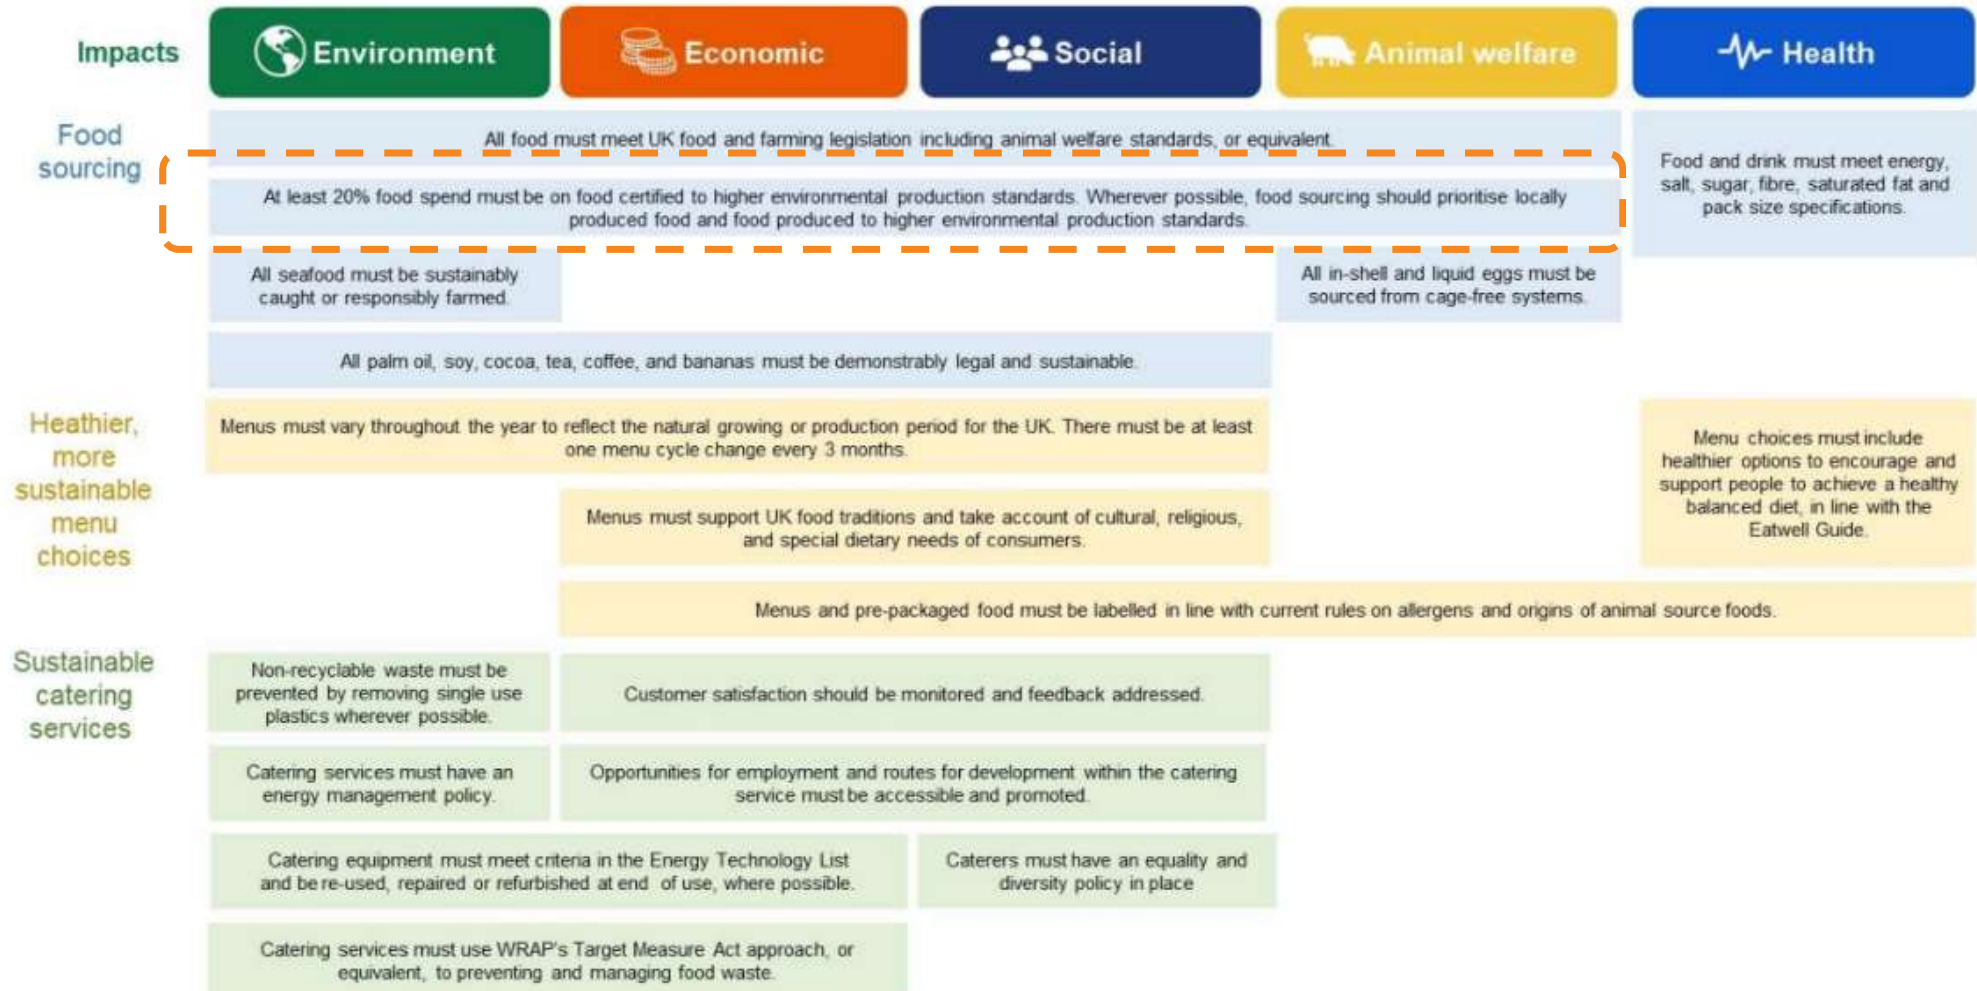 Impacts
Environment
Economic
Social
Animal welfare
Health
Food
sourcing
All food must meet UK food and farming legislation including animal welfare standards, or equivalent.
At least 20% food spend must be on food certified to higher environmental production standards. Wherever possible, food sourcing should prioritise locally
produced food and food produced to higher environmental production standards.
Food and drink must meet energy,
salt, sugar, fibre, saturated fat and
pack size specifications.
All seafood must be sustainably
caught or responsibly farmed.
All in-shell and liquid eggs must be
sourced from cage-free systems.
All palm oil, soy, cocoa, tea, coffee, and bananas must be demonstrably legal and sustainable.
Heathier,
more
sustainable
menu
choices
Menus must vary throughout the year to reflect the natural growing or production period for the UK. There must be at least
one menu cycle change every 3 months.
Menu choices must include
healthier options to encourage and
support people to achieve a healthy
balanced diet, in line with the
Eatwell Guide.
Menus must support UK food traditions and take account of cultural, religious,
and special dietary needs of consumers.
Menus and pre-packaged food must be labelled in line with current rules on allergens and origins of animal source foods.
Sustainable
catering
services
Non-recyclable waste must be
prevented by removing single use
plastics wherever possible.
Customer satisfaction should be monitored and feedback addressed.
Catering services must have an
energy management policy.
Opportunities for employment and routes for development within the catering
service must be accessible and promoted.
Catering equipment must meet criteria in the Energy Technology List
and be re-used, repaired or refurbished at end of use, where possible.
Caterers must have an equality and
diversity policy in place
Catering services must use WRAP's Target Measure Act approach, or
equivalent, to preventing and managing food waste.